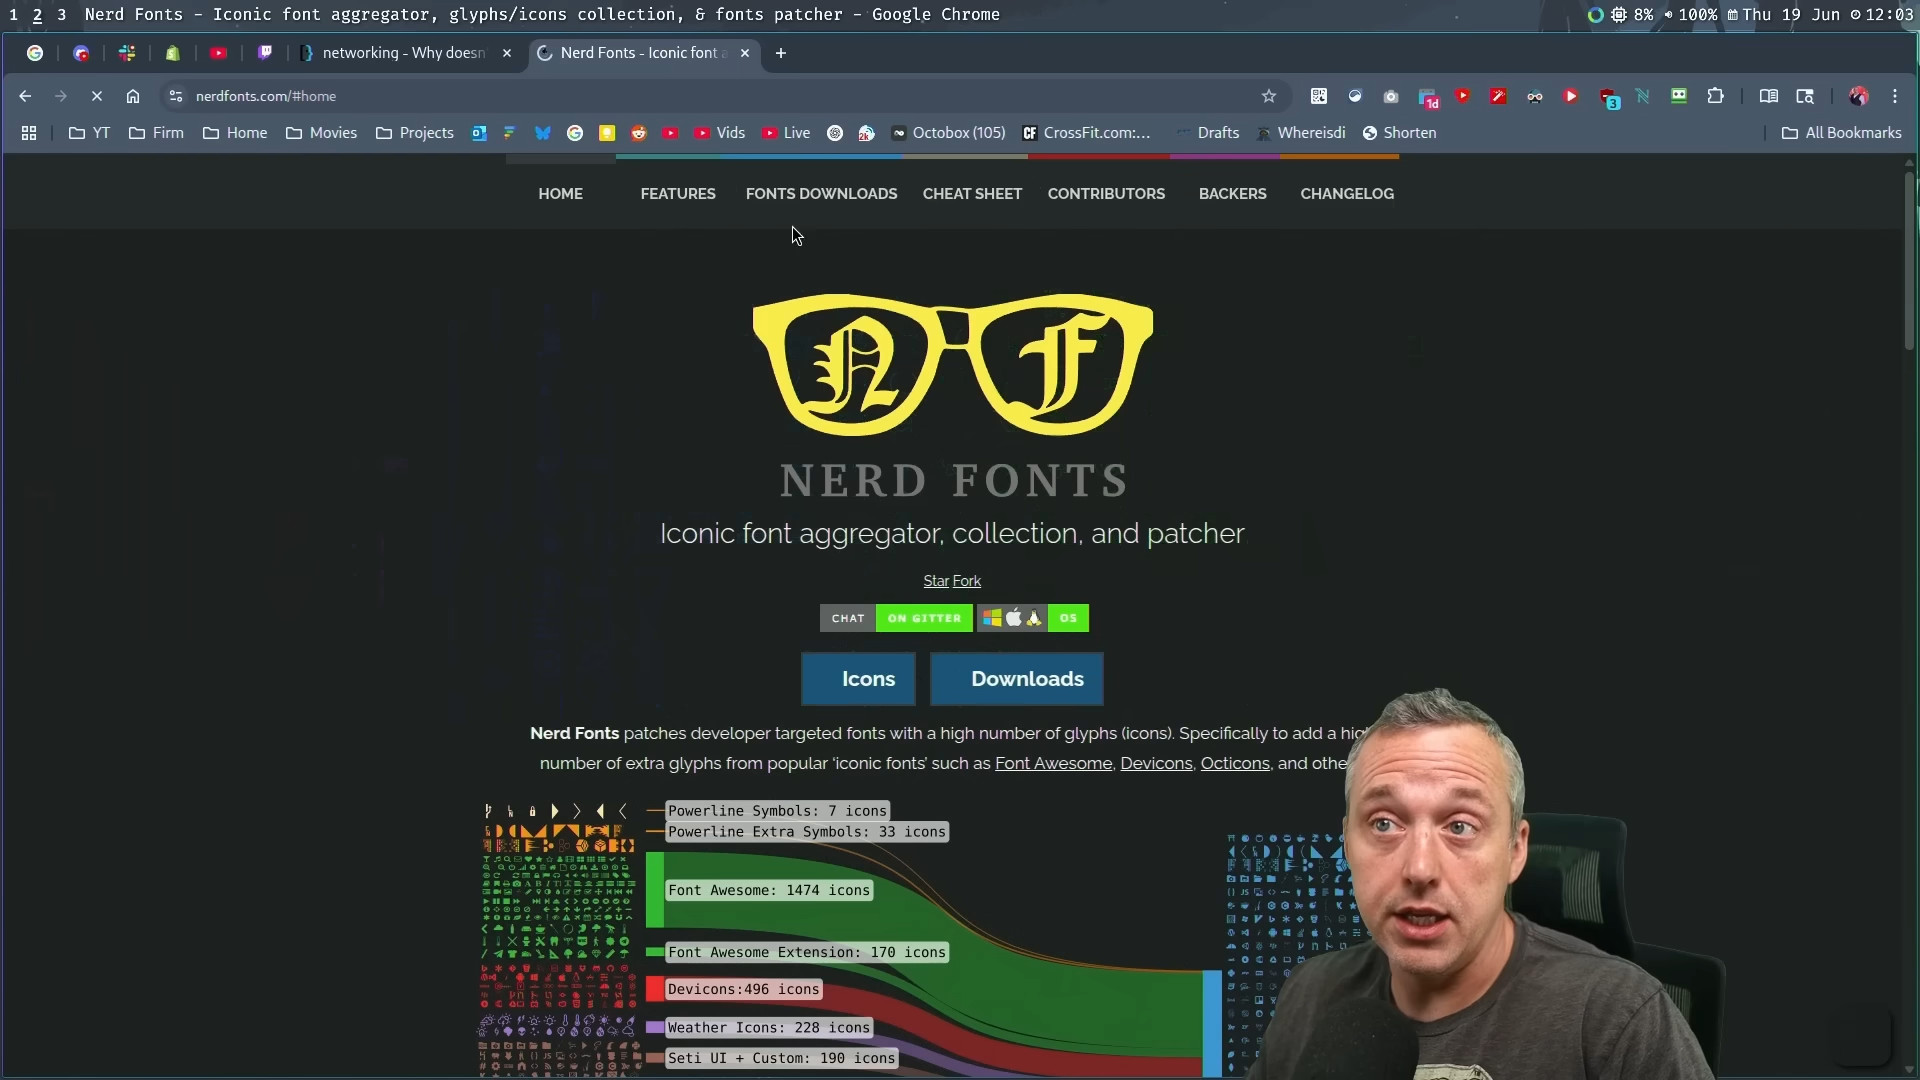 1 2 3 Nerd Fonts – Iconic font aggregator, glyphs/icons collection, & fonts patcher – Google Chrome
8% 100% Thu 19 Jun 12:03
networking - Why doesn
Nerd Fonts - Iconic font a
nerdfonts.com/#home
1d
3
YT Firm Home Movies Projects Vids Live Octobox (105) CrossFit.com:... Drafts Whereisdi Shorten All Bookmarks
HOME FEATURES FONTS DOWNLOADS CHEAT SHEET CONTRIBUTORS BACKERS CHANGELOG
N F
NERD FONTS
Iconic font aggregator, collection, and patcher
Star Fork
CHAT ON GITTER OS
Icons Downloads
Nerd Fonts patches developer targeted fonts with a high number of glyphs (icons). Specifically to add a hig
number of extra glyphs from popular ‘iconic fonts’ such as Font Awesome, Devicons, Octicons, and othe
Powerline Symbols: 7 icons
Powerline Extra Symbols: 33 icons
Font Awesome: 1474 icons
Font Awesome Extension: 170 icons
Devicons:496 icons
Weather Icons: 228 icons
Seti UI + Custom: 190 icons